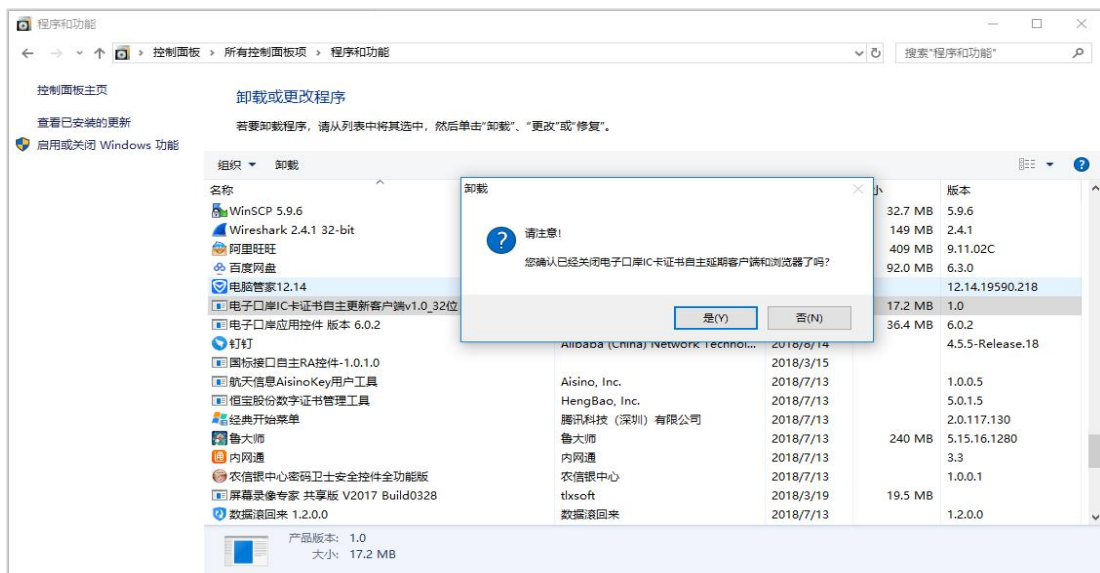 程序和功能
控制面板 › 所有控制面板项 › 程序和功能
搜索"程序和功能"
控制面板主页
查看已安装的更新
启用或关闭 Windows 功能
卸载或更改程序
若要卸载程序，请从列表中将其选中，然后单击"卸载"、"更改"或"修复"。
组织 卸载
名称 小 版本
WinSCP 5.9.6 32.7 MB 5.9.6
Wireshark 2.4.1 32-bit 149 MB 2.4.1
阿里旺旺 409 MB 9.11.02C
百度网盘 92.0 MB 6.3.0
电脑管家12.14 12.14.19590.218
电子口岸IC卡证书自主更新客户端v1.0_32位 17.2 MB 1.0
电子口岸应用控件 版本 6.0.2 36.4 MB 6.0.2
钉钉 Alibaba (China) Network Technol... 2018/8/14 4.5.5-Release.18
国标接口自主RA控件-1.0.1.0 2018/3/15
航天信息AisinoKey用户工具 Aisino, Inc. 2018/7/13 1.0.0.5
恒宝股份数字证书管理工具 HengBao, Inc. 2018/7/13 5.0.1.5
经典开始菜单 腾讯科技（深圳）有限公司 2018/7/13 2.0.117.130
鲁大师 鲁大师 2018/7/13 240 MB 5.15.16.1280
内网通 内网通 2018/7/13 3.3
农信银中心密码卫士安全控件全功能版 农信银中心 2018/7/13 1.0.0.1
屏幕录像专家 共享版 V2017 Build0328 tlxsoft 2018/3/19 19.5 MB
数据滚回来 1.2.0.0 数据滚回来 2018/7/13 1.2.0.0
卸载
请注意!
您确认已经关闭电子口岸IC卡证书自主延期客户端和浏览器了吗?
是(Y) 否(N)
产品版本: 1.0
大小: 17.2 MB